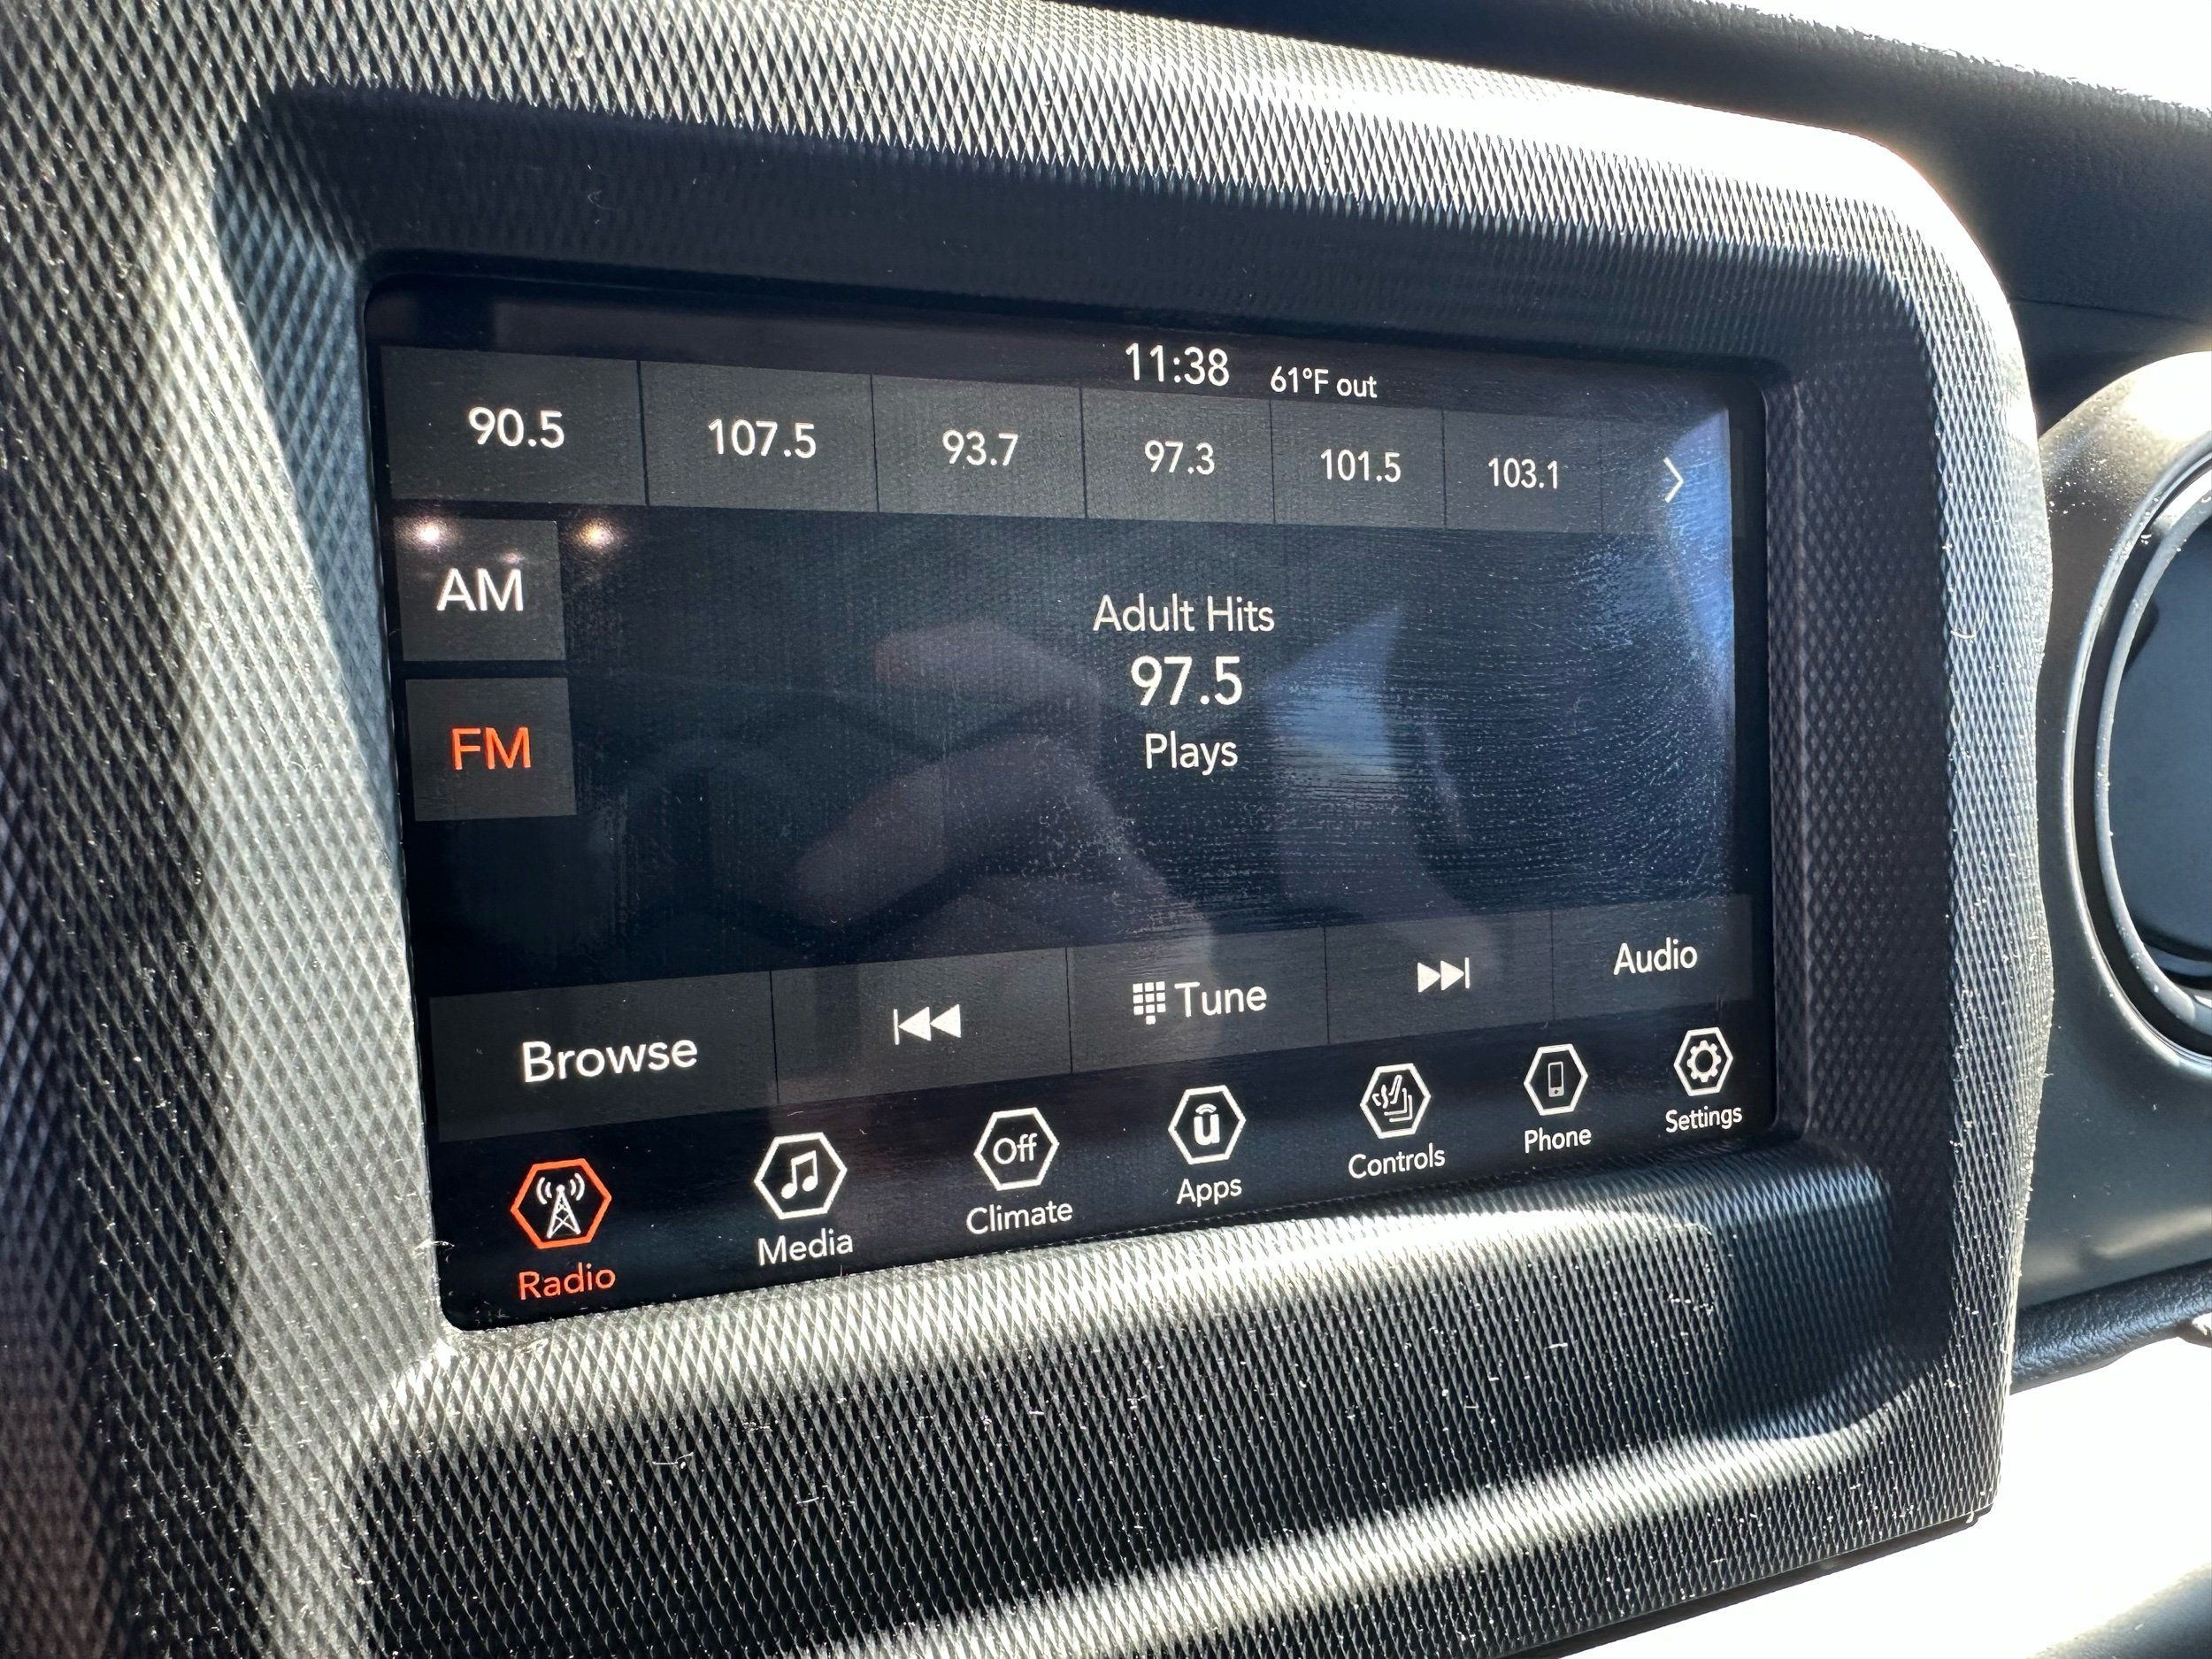 11:38 61°F out
90.5 107.5 93.7 97.3 101.5 103.1
AM
FM
Adult Hits
97.5
Plays
Browse Tune Audio
Off u
Radio Media Climate Apps Controls Phone Settings